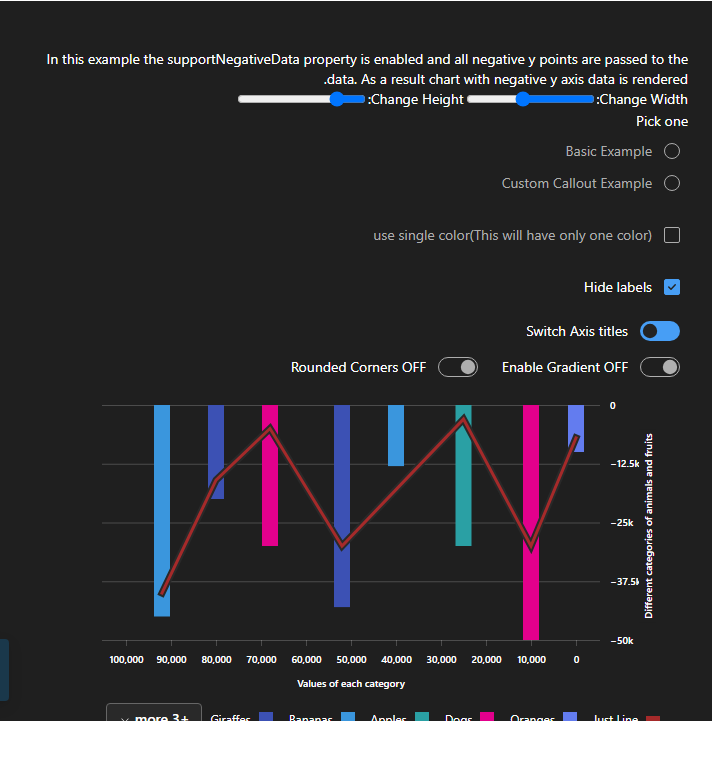 In this example the supportNegativeData property is enabled and all negative y points are passed to the
.data. As a result chart with negative y axis data is rendered
:Change Height :Change Width
Pick one
Basic Example
Custom Callout Example
use single color(This will have only one color)
Hide labels
Switch Axis titles
Rounded Corners OFF Enable Gradient OFF
0
−12.5k
−25k
−37.5k
−50k
Different categories of animals and fruits
100,000 90,000 80,000 70,000 60,000 50,000 40,000 30,000 20,000 10,000 0
Values of each category
more 3+ Giraffes Bananas Apples Dogs Oranges Just Line